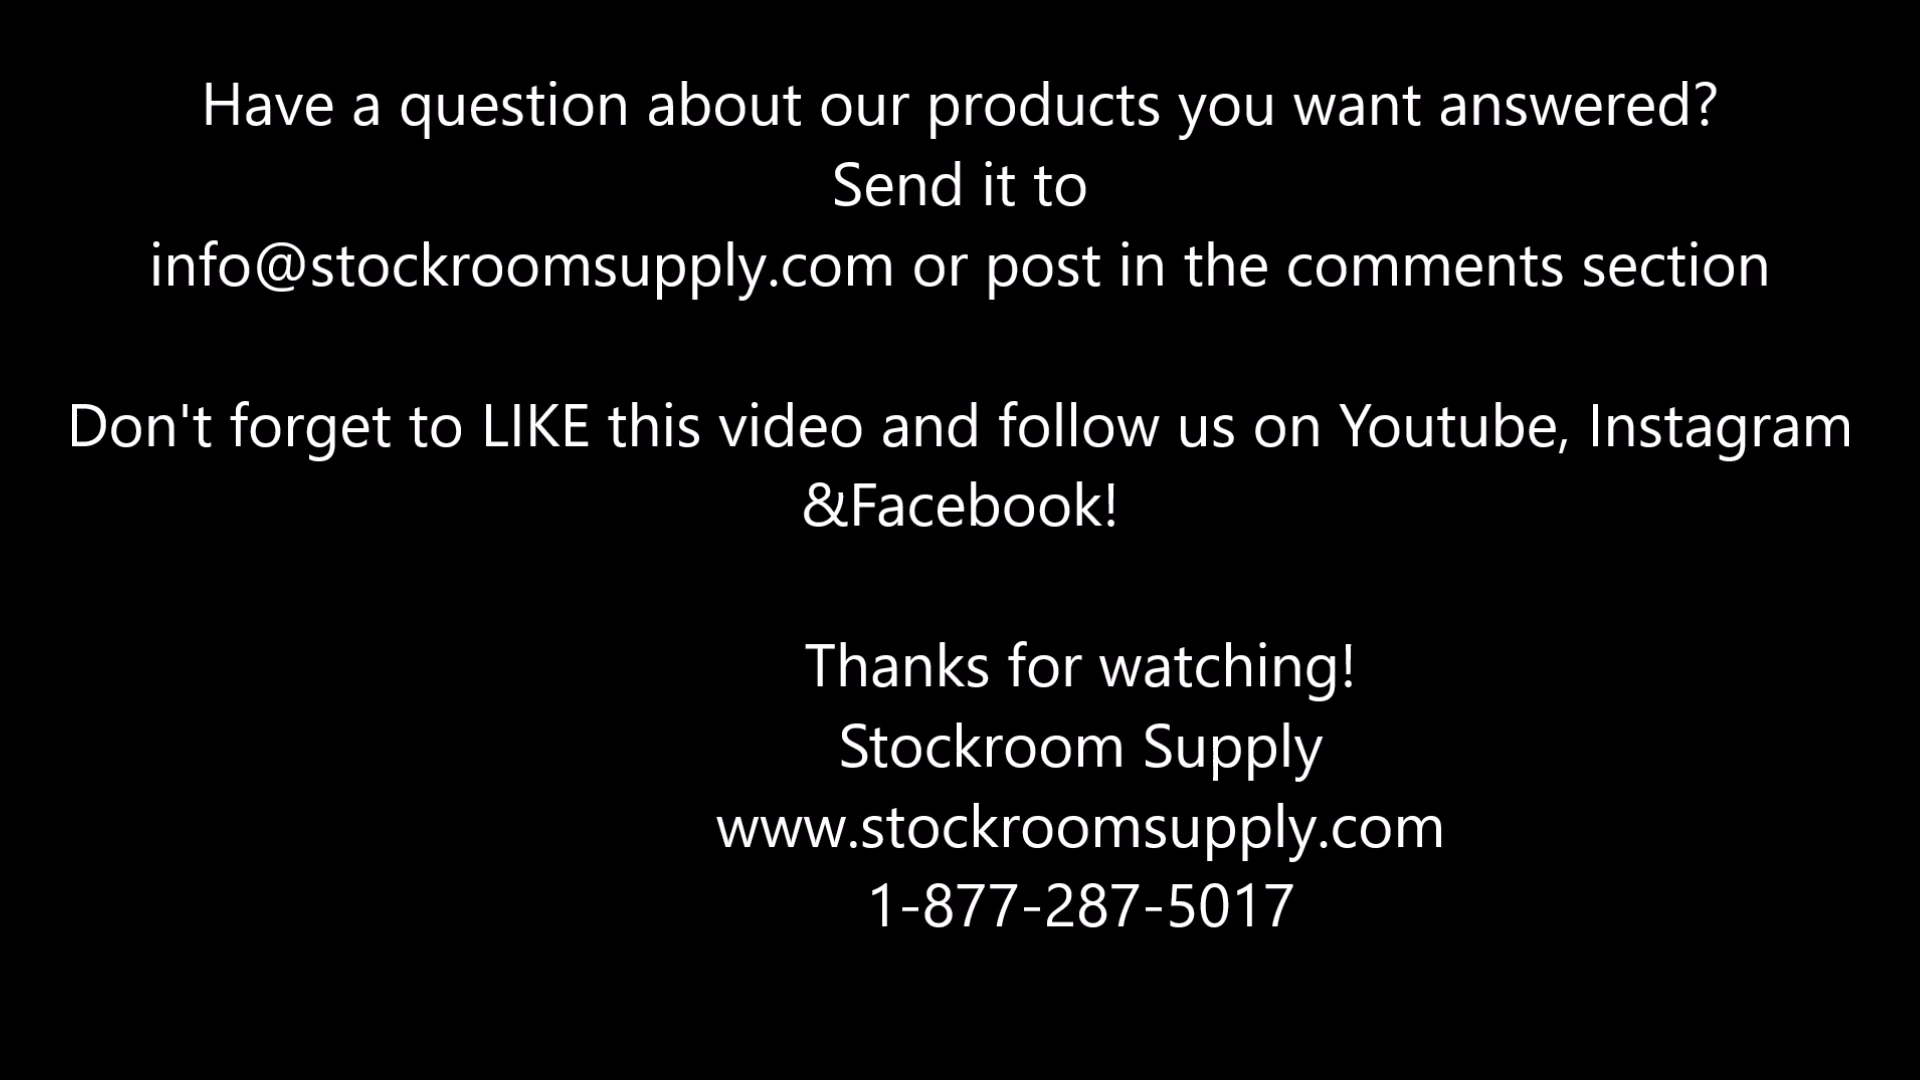 Have a question about our products you want answered?
Send it to
info@stockroomsupply.com or post in the comments section
Don't forget to LIKE this video and follow us on Youtube, Instagram
&Facebook!
Thanks for watching!
Stockroom Supply
www.stockroomsupply.com
1-877-287-5017